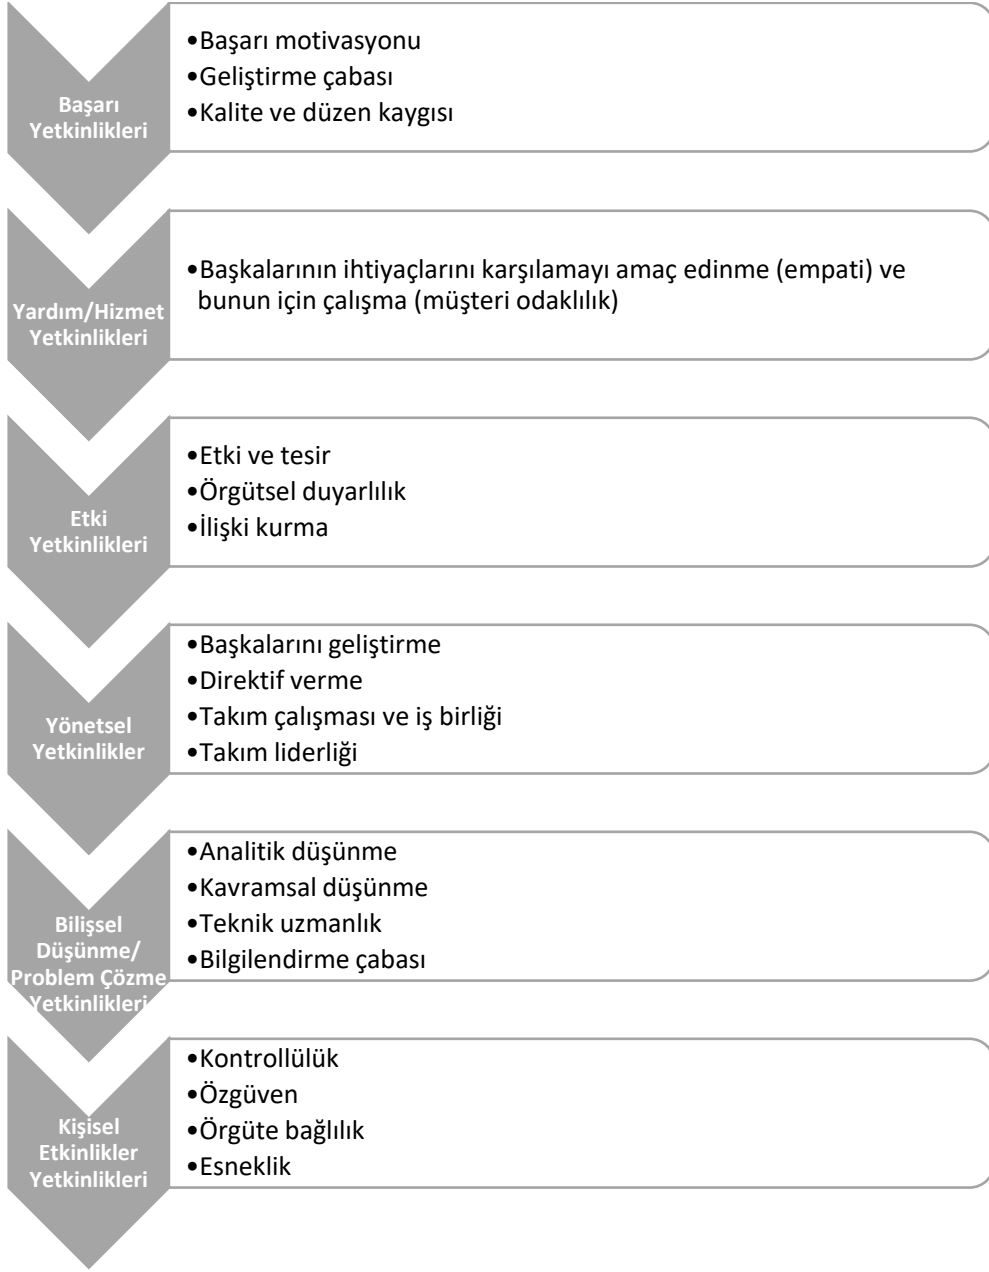 Başarı
Yetkinlikleri
•Başarı motivasyonu
•Geliştirme çabası
•Kalite ve düzen kaygısı
Yardım/Hizmet
Yetkinlikleri
•Başkalarının ihtiyaçlarını karşılamayı amaç edinme (empati) ve
bunun için çalışma (müşteri odaklılık)
Etki
Yetkinlikleri
•Etki ve tesir
•Örgütsel duyarlılık
•İlişki kurma
Yönetsel
Yetkinlikler
•Başkalarını geliştirme
•Direktif verme
•Takım çalışması ve iş birliği
•Takım liderliği
Bilişsel
Düşünme/
Problem Çözme
Yetkinlikleri
•Analitik düşünme
•Kavramsal düşünme
•Teknik uzmanlık
•Bilgilendirme çabası
Kişisel
Etkinlikler
Yetkinlikleri
•Kontrollülük
•Özgüven
•Örgüte bağlılık
•Esneklik